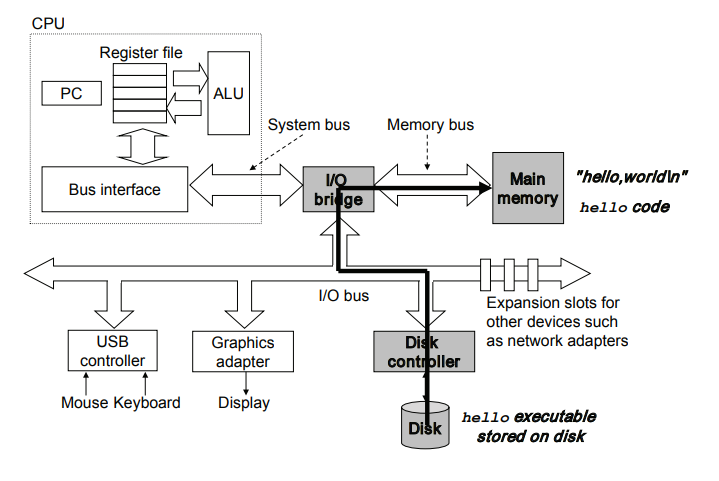 CPU
Register file
PC
ALU
System bus
Memory bus
Bus interface
I/O
bridge
Main
memory
"hello,world\n"
hello code
I/O bus
Expansion slots for
other devices such
as network adapters
USB
controller
Graphics
adapter
Disk
controller
Mouse Keyboard
Display
Disk
hello executable
stored on disk